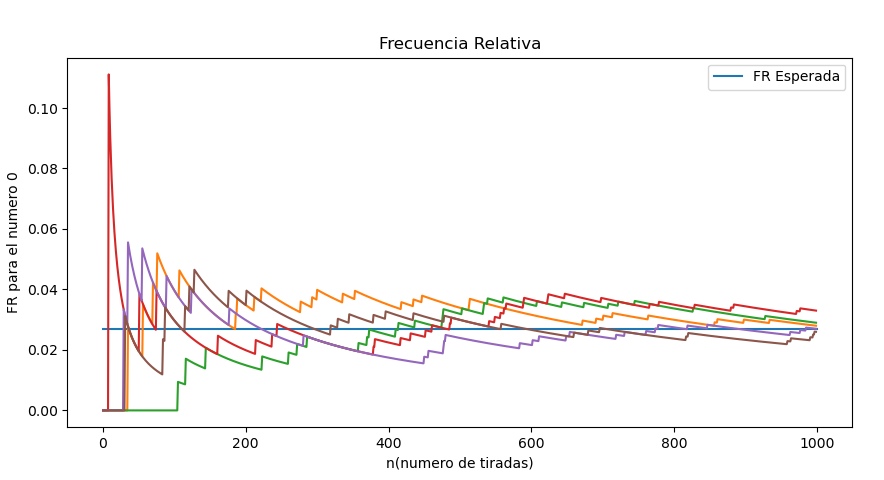 Frecuencia Relativa
FR Esperada
FR para el numero 0
0.10
0.08
0.06
0.04
0.02
0.00
0 200 400 600 800 1000
n(numero de tiradas)